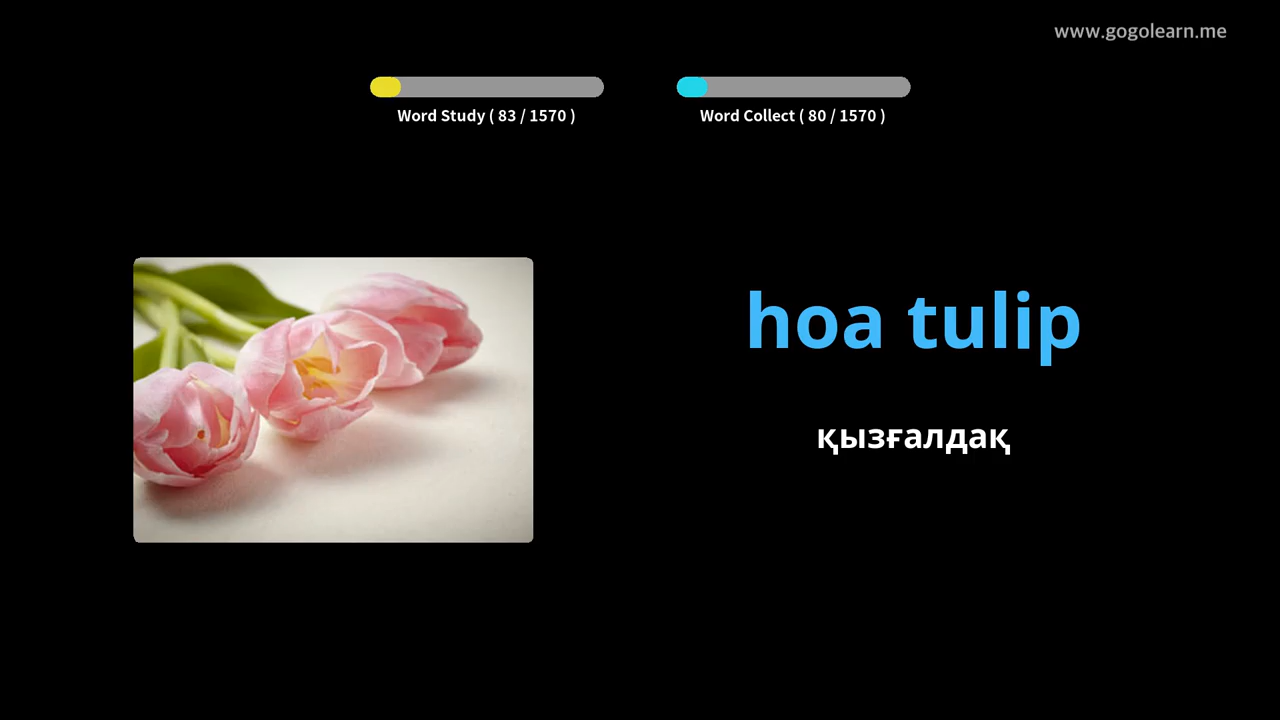 www.gogolearn.me
Word Study ( 83 / 1570 )
Word Collect ( 80 / 1570 )
hoa tulip
қызғалдақ